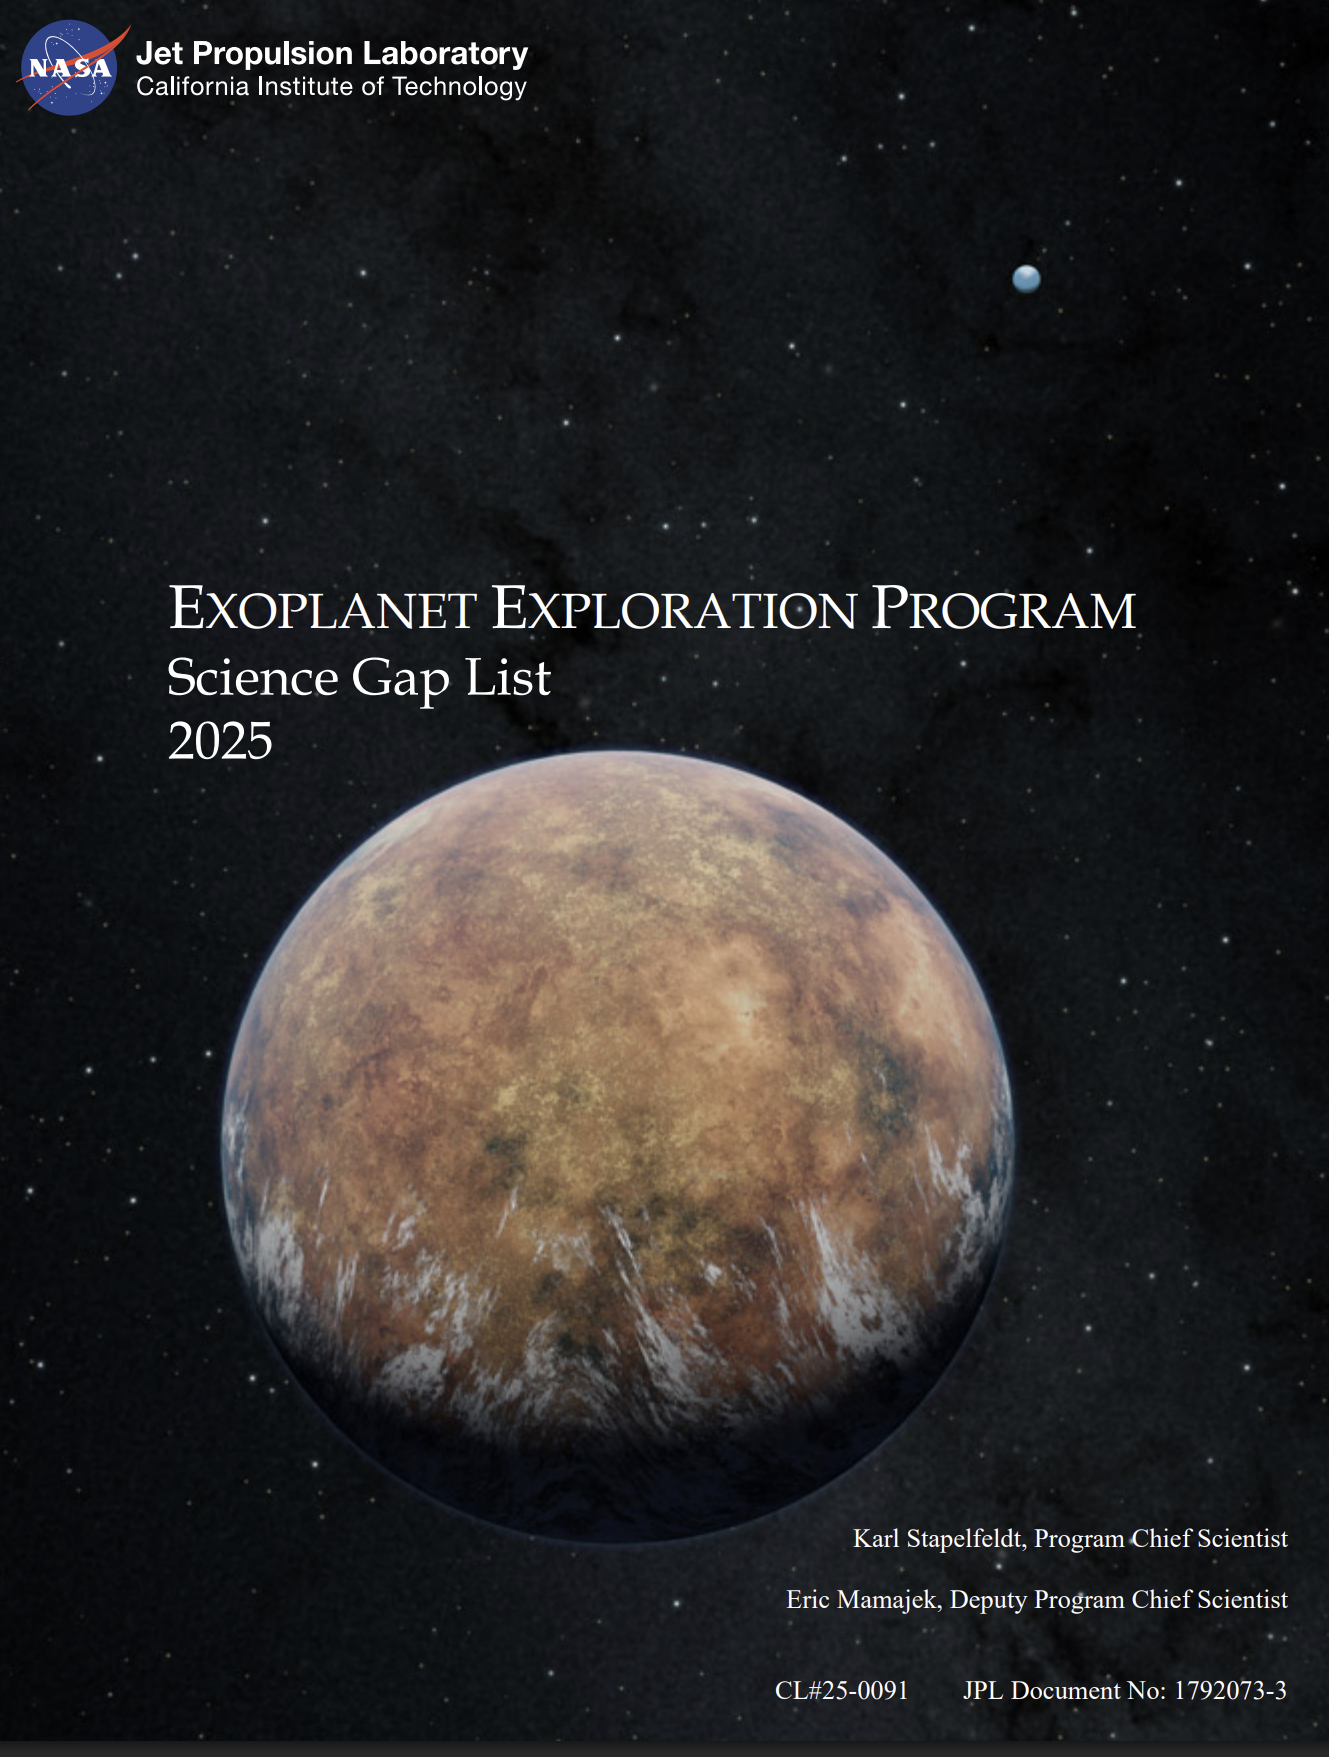 NASA
Jet Propulsion Laboratory
California Institute of Technology
EXOPLANET EXPLORATION PROGRAM
Science Gap List
2025
Karl Stapelfeldt, Program Chief Scientist
Eric Mamajek, Deputy Program Chief Scientist
CL#25-0091 JPL Document No: 1792073-3